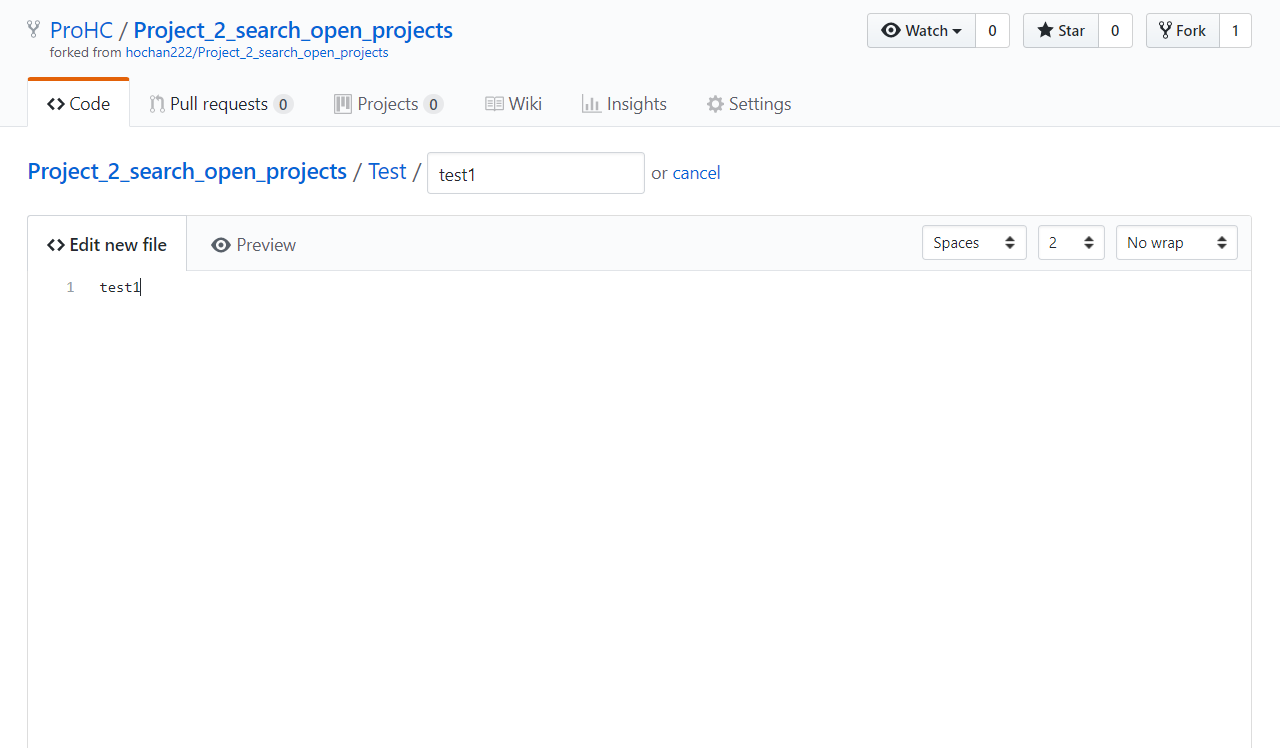 ProHC / Project_2_search_open_projects Watch 0 Star 0 Fork 1
forked from hochan222/Project_2_search_open_projects
Code Pull requests 0 Projects 0 Wiki Insights Settings
Project_2_search_open_projects / Test / test1 or cancel
Edit new file Preview Spaces 2 No wrap
1 test1